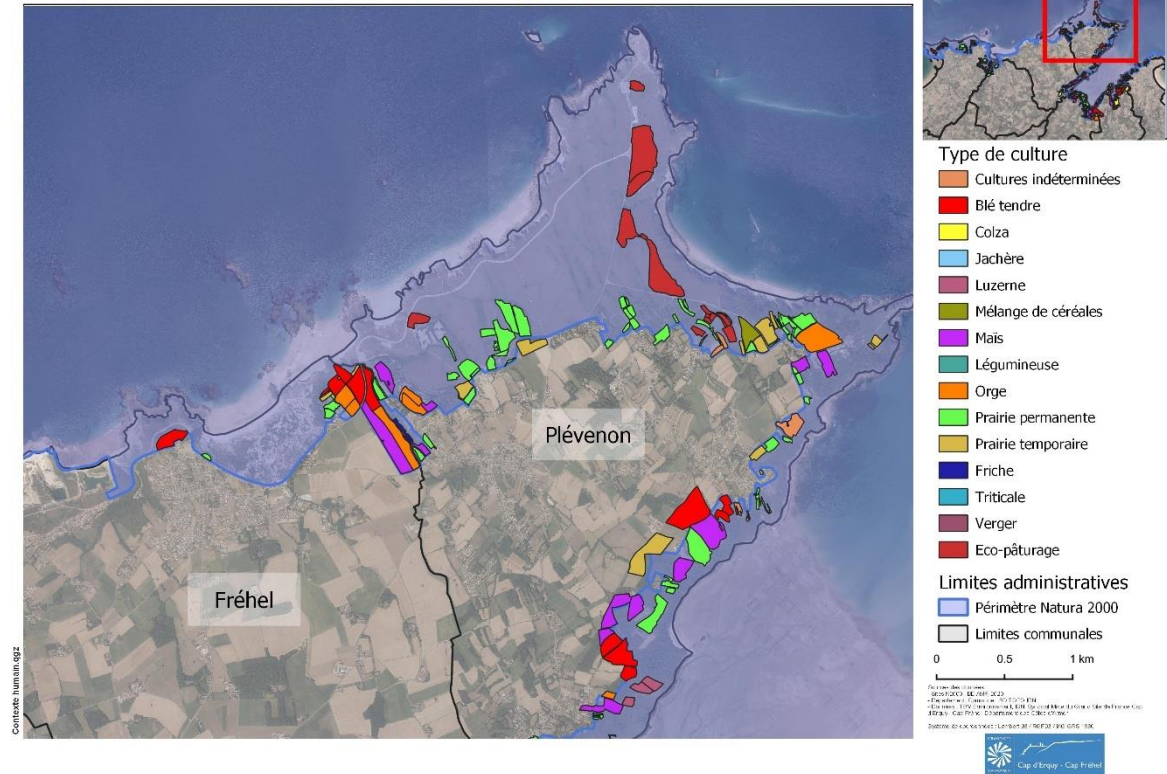 Plévenon
Fréhel
Contexte humain.qgz
Type de culture
Cultures indéterminées
Blé tendre
Colza
Jachère
Luzerne
Mélange de céréales
Maïs
Légumineuse
Orge
Prairie permanente
Prairie temporaire
Friche
Triticale
Verger
Eco-pâturage
Limites administratives
Périmètre Natura 2000
Limites communales
0 0.5 1 km
Cap d'Erquy - Cap Fréhel